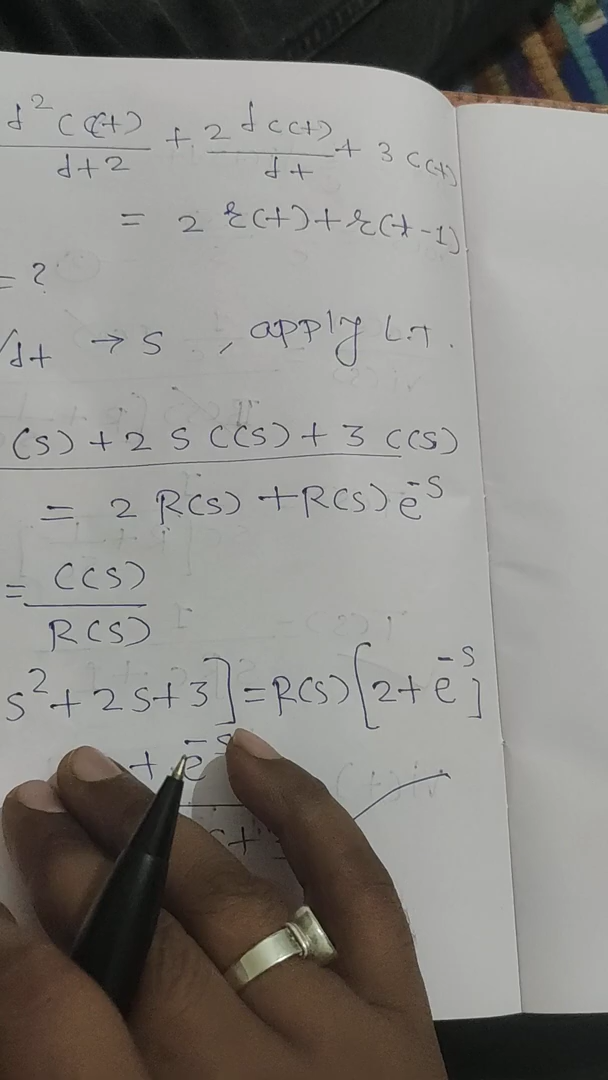 d²c(t)/dt2 + 2 dc(t)/dt + 3 c(t)
= 2 r(t) + r(t-1)
= ?
/dt → s , apply L.T.
(s) + 2 s C(s) + 3 C(s)
= 2 R(s) + R(s) e^-s
= C(s)/R(s)
s² + 2s + 3] = R(s) [2 + e^-s]
+ e^-s